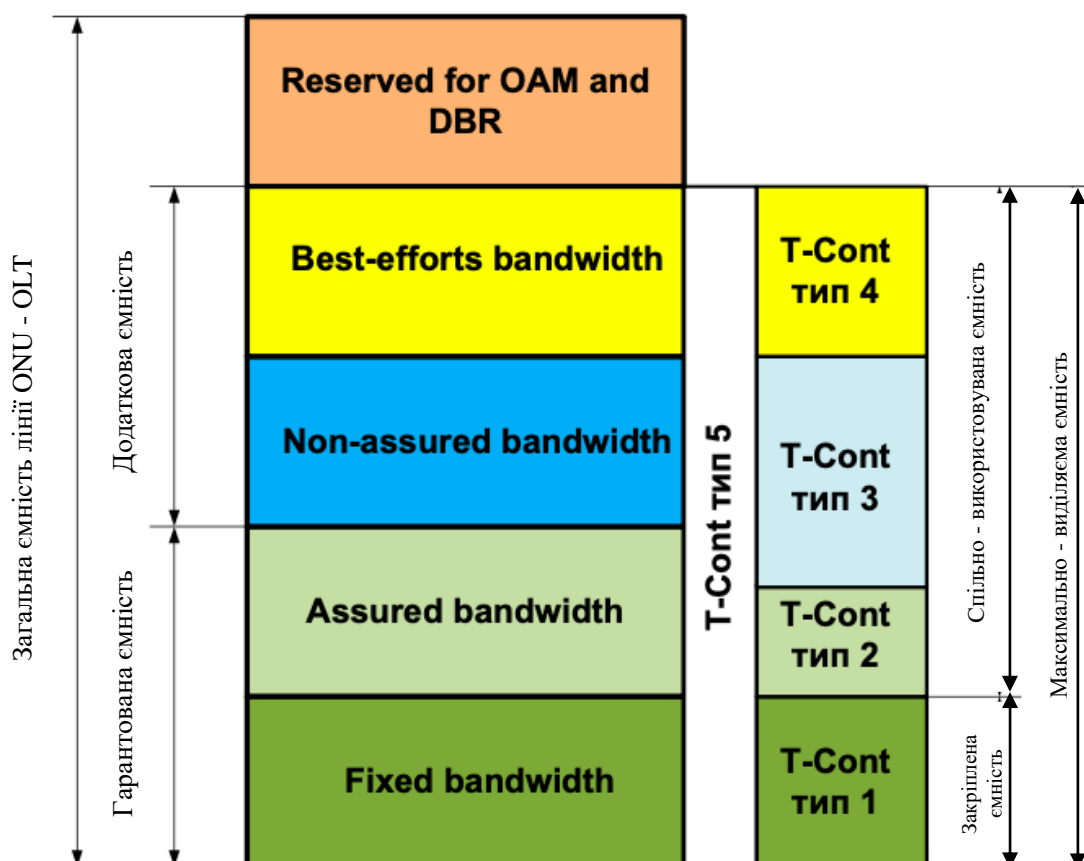 Reserved for OAM and
DBR
Best-efforts bandwidth
Non-assured bandwidth
Assured bandwidth
Fixed bandwidth
T-Cont тип 5
T-Cont
тип 4
T-Cont
тип 3
T-Cont
тип 2
T-Cont
тип 1
Загальна ємність лінії ONU - OLT
Додаткова ємність
Гарантована ємність
Спільно - використовувана ємність
Закріплена
ємність
Максимально - виділяєма ємність